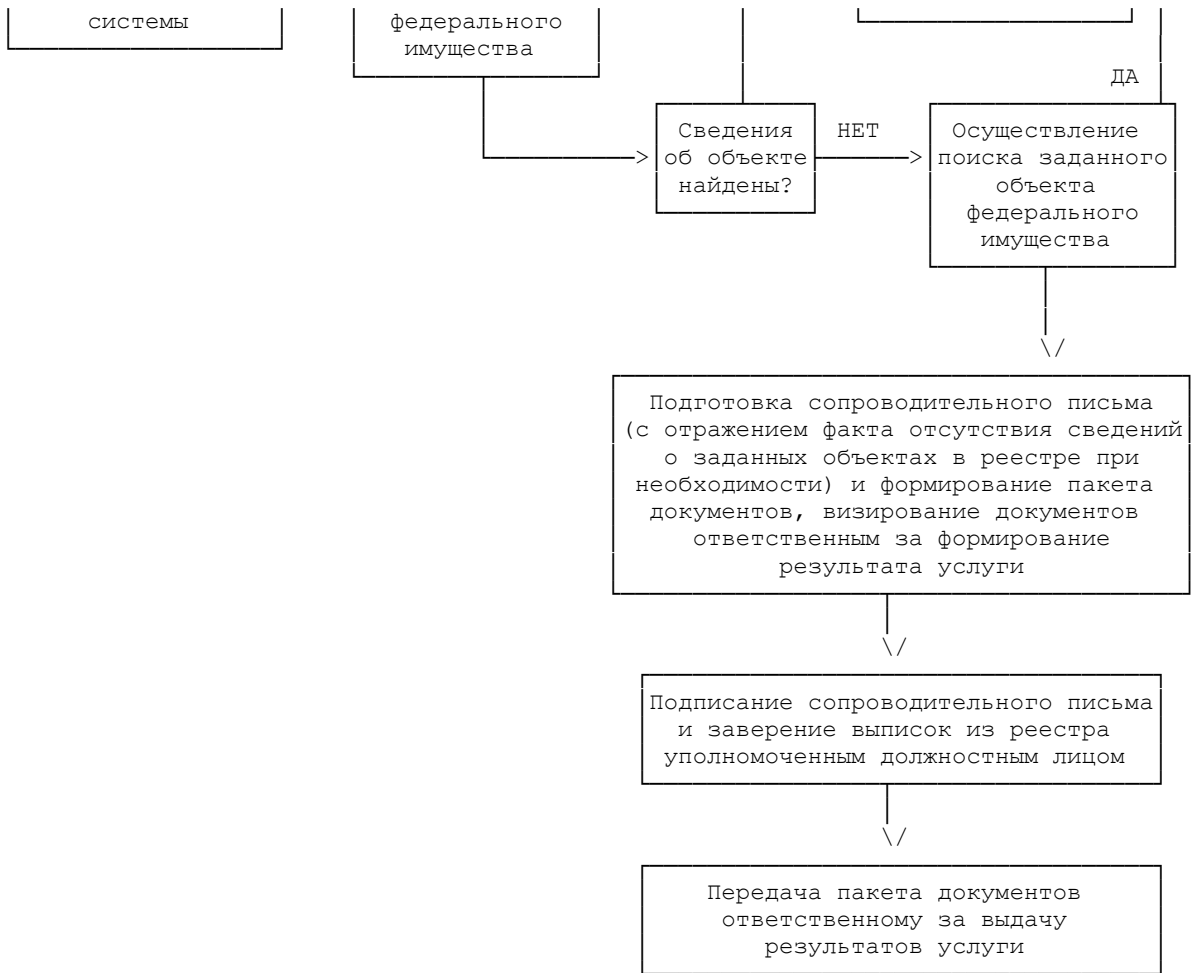 системы
федерального
имущества
ДА
Сведения
об объекте
найдены?
НЕТ
Осуществление
поиска заданного
объекта
федерального
имущества
Подготовка сопроводительного письма
(с отражением факта отсутствия сведений
о заданных объектах в реестре при
необходимости) и формирование пакета
документов, визирование документов
ответственным за формирование
результата услуги
Подписание сопроводительного письма
и заверение выписок из реестра
уполномоченным должностным лицом
Передача пакета документов
ответственному за выдачу
результатов услуги